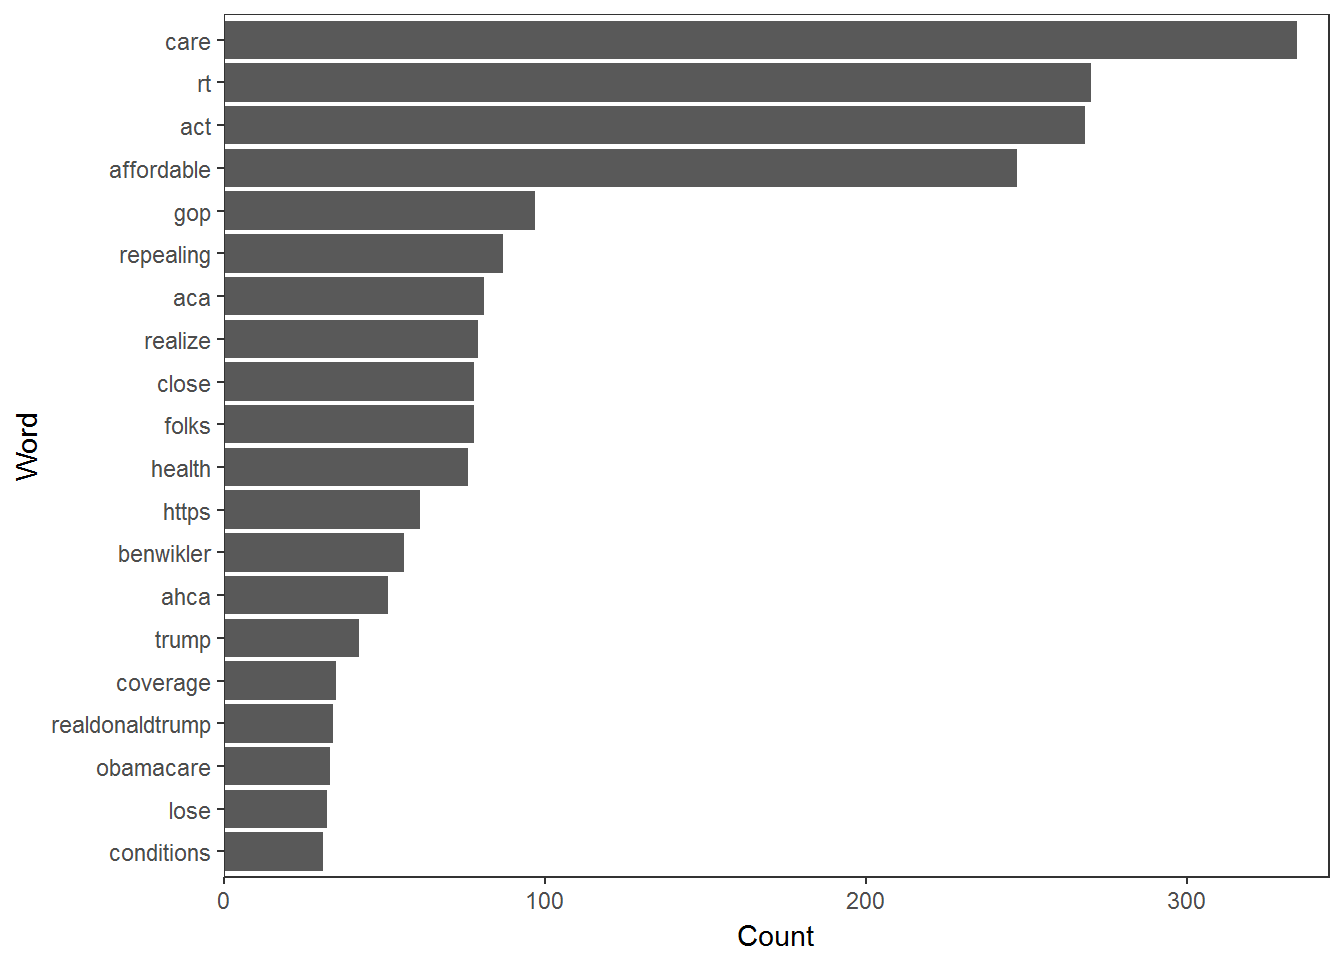 care
rt
act
affordable
gop
repealing
aca
realize
close
folks
health
https
benwikler
ahca
trump
coverage
realdonaldtrump
obamacare
lose
conditions
Word
0 100 200 300
Count